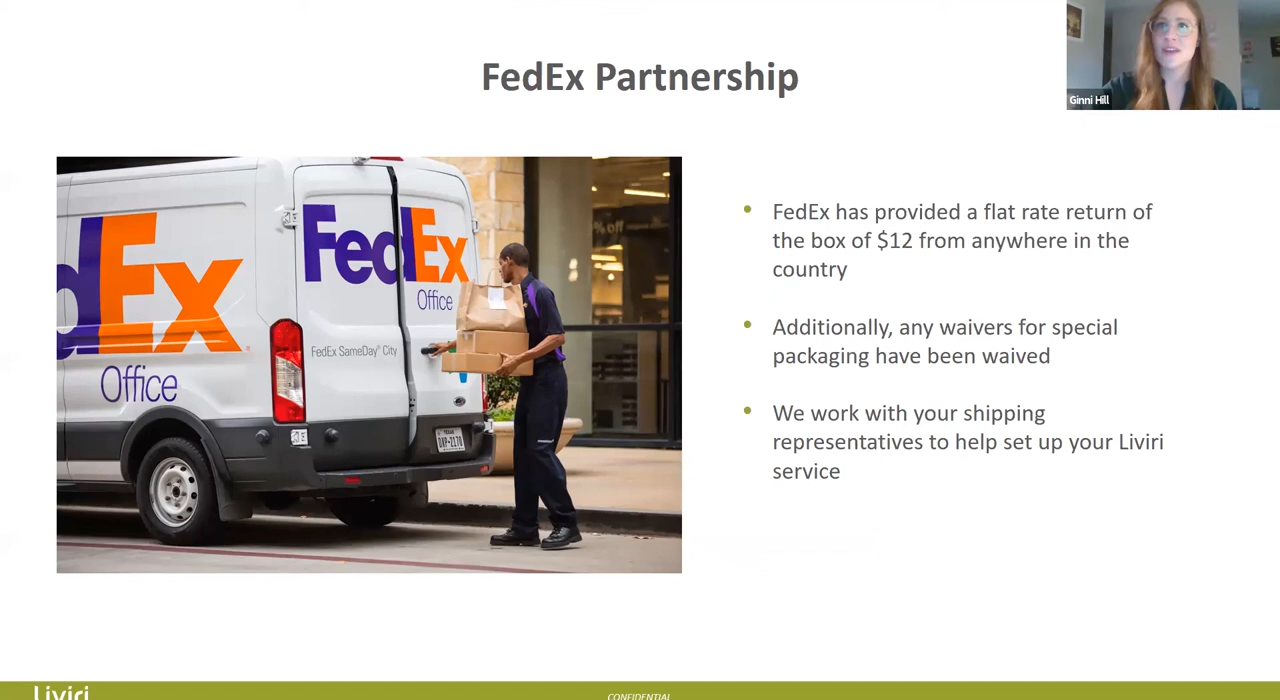 FedEx Partnership
Ginni Hill
FedEx
Office
FedEx
Office
FedEx SameDay® City
• FedEx has provided a flat rate return of
the box of $12 from anywhere in the
country
• Additionally, any waivers for special
packaging have been waived
• We work with your shipping
representatives to help set up your Liviri
service
Liviri
CONFIDENTIAL